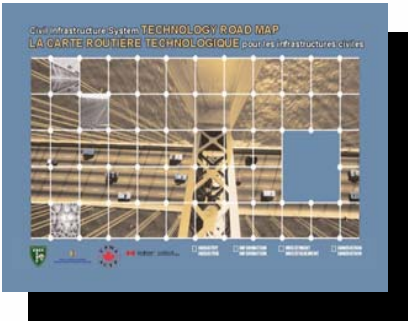 Civil Infrastructure System TECHNOLOGY ROAD MAP
LA CARTE ROUTIÈRE TECHNOLOGIQUE pour les infrastructures civiles
INDUSTRY INFORMATION INVESTMENT INNOVATION
INDUSTRIE INFORMATION INVESTISSEMENT INNOVATION